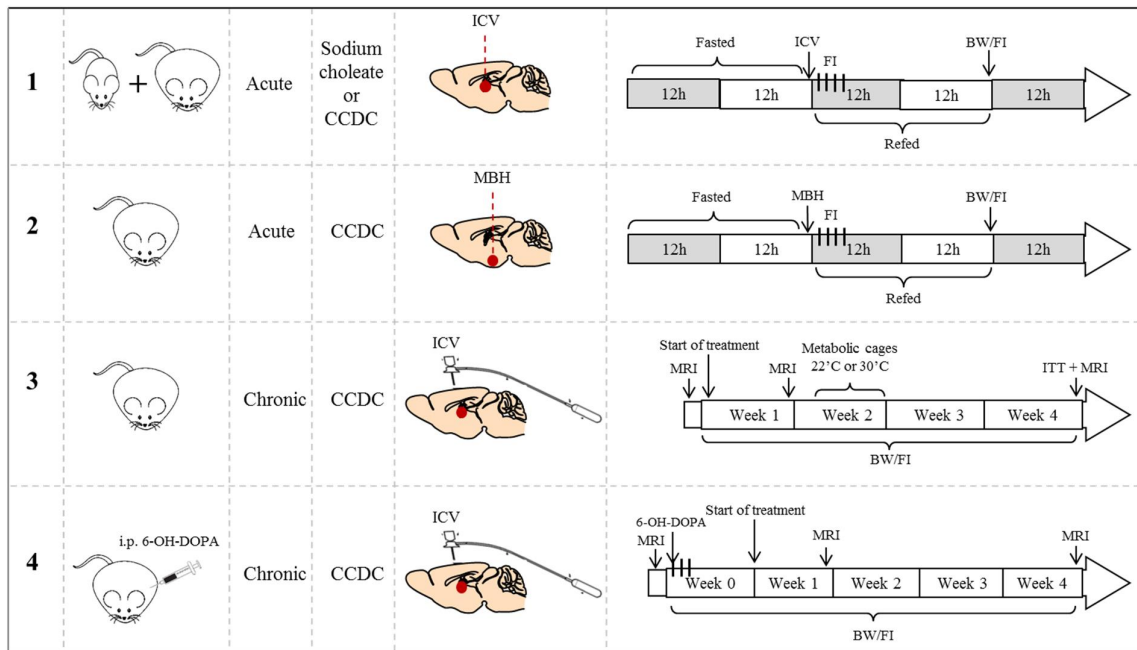 1
+
Acute
Sodium
choleate
or
CCDC
ICV
Fasted
ICV
FI
BW/FI
12h
12h
12h
12h
12h
Refed
2
Acute
CCDC
MBH
Fasted
MBH
FI
BW/FI
12h
12h
12h
12h
12h
Refed
3
Chronic
CCDC
ICV
Start of treatment
MRI
MRI
Metabolic cages
22˚C or 30˚C
ITT + MRI
Week 1
Week 2
Week 3
Week 4
BW/FI
4
i.p. 6-OH-DOPA
Chronic
CCDC
ICV
6-OH-DOPA
MRI
Start of treatment
MRI
MRI
Week 0
Week 1
Week 2
Week 3
Week 4
BW/FI